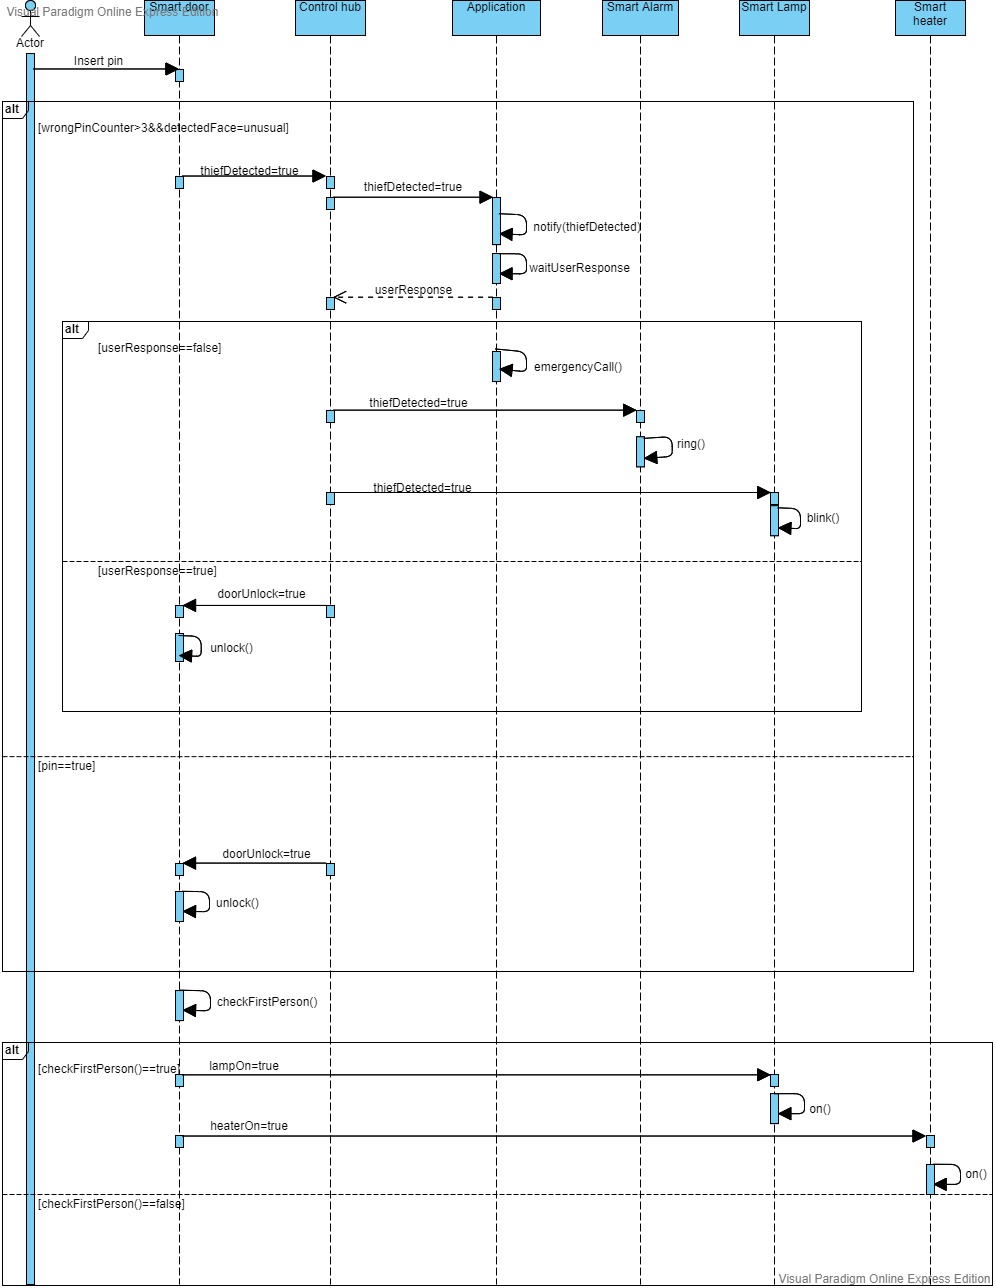 Visual Paradigm Online Express Edition
Smart door
Control hub
Application
Smart Alarm
Smart Lamp
Smart
heater
Actor
Insert pin
alt
[wrongPinCounter>3&&detectedFace=unusual]
thiefDetected=true
thiefDetected=true
notify(thiefDetected)
waitUserResponse
userResponse
alt
[userResponse==false]
emergencyCall()
thiefDetected=true
ring()
thiefDetected=true
blink()
[userResponse==true]
doorUnlock=true
unlock()
[pin==true]
doorUnlock=true
unlock()
checkFirstPerson()
alt
[checkFirstPerson()==true]
lampOn=true
on()
heaterOn=true
on()
[checkFirstPerson()==false]
Visual Paradigm Online Express Edition